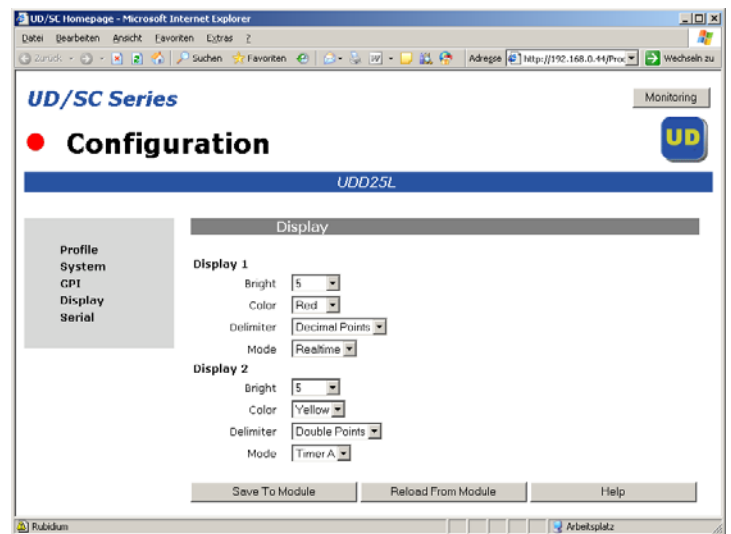 UD/SC Homepage - Microsoft Internet Explorer
Datei Bearbeiten Ansicht Favoriten Extras ?
Zurück Suchen Favoriten Adresse http://192.168.0.44/Proc Wechseln zu
UD/SC Series
Monitoring
Configuration
UD
UDD25L
Display
Profile
System
GPI
Display
Serial
Display 1
Bright 5
Color Red
Delimiter Decimal Points
Mode Realtime
Display 2
Bright 5
Color Yellow
Delimiter Double Points
Mode Timer A
Save To Module Reload From Module Help
Rubidium Arbeitsplatz